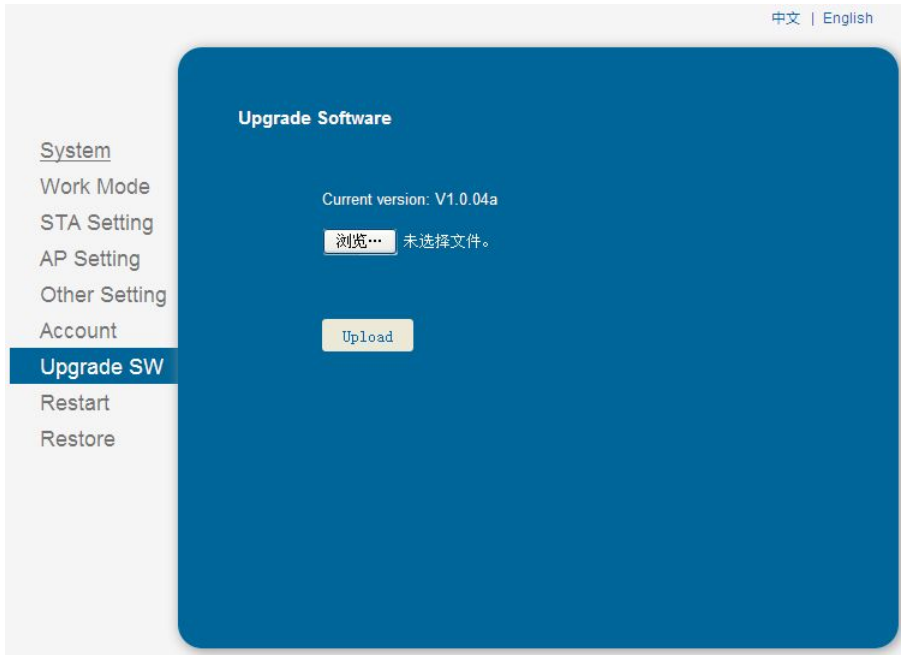 中文 | English
System
Work Mode
STA Setting
AP Setting
Other Setting
Account
Upgrade SW
Restart
Restore
Upgrade Software
Current version: V1.0.04a
浏览… 未选择文件。
Upload